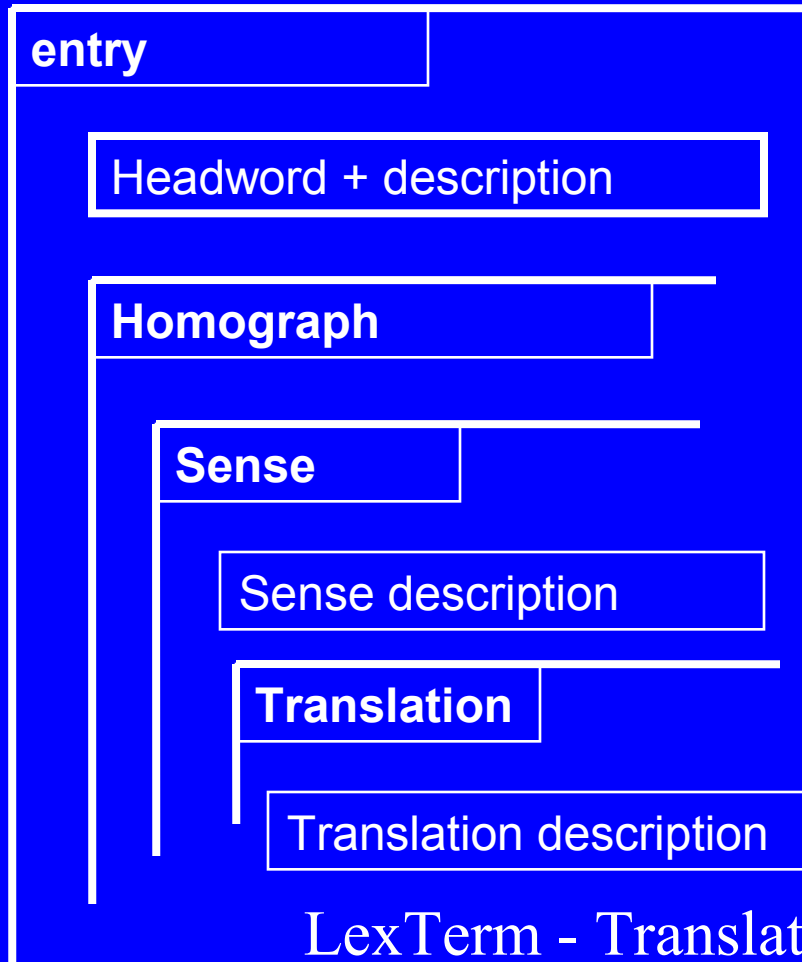 entry
Headword + description
Homograph
Sense
Sense description
Translation
Translation description
LexTerm - Translat